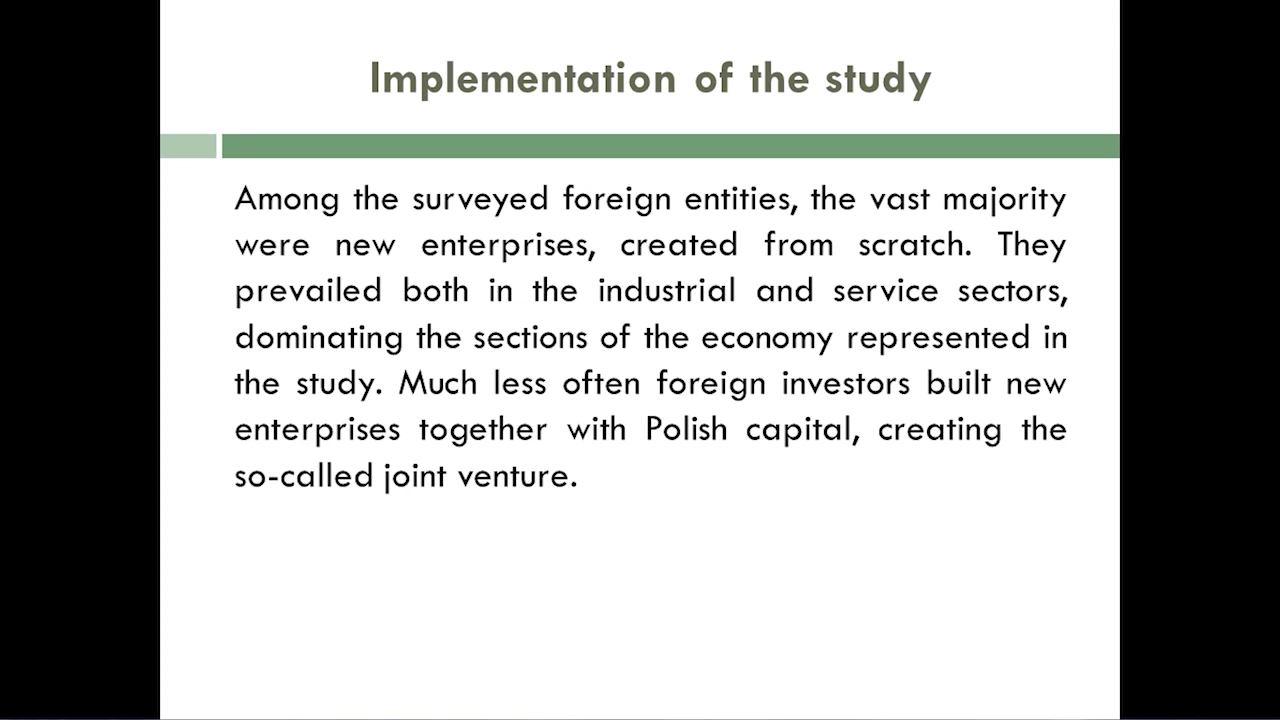 Implementation of the study
Among the surveyed foreign entities, the vast majority
were new enterprises, created from scratch. They
prevailed both in the industrial and service sectors,
dominating the sections of the economy represented in
the study. Much less often foreign investors built new
enterprises together with Polish capital, creating the
so-called joint venture.